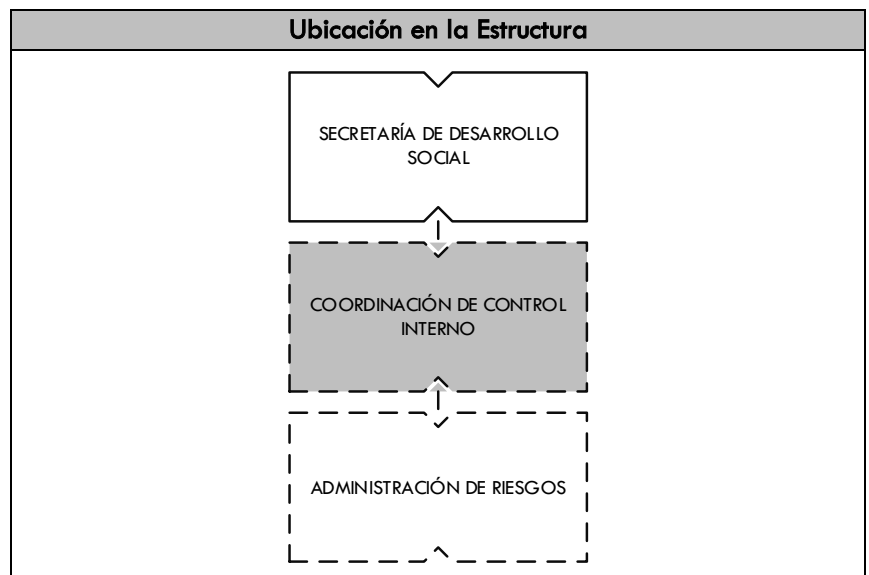 Ubicación en la Estructura
SECRETARÍA DE DESARROLLO
SOCIAL
COORDINACIÓN DE CONTROL
INTERNO
ADMINISTRACIÓN DE RIESGOS